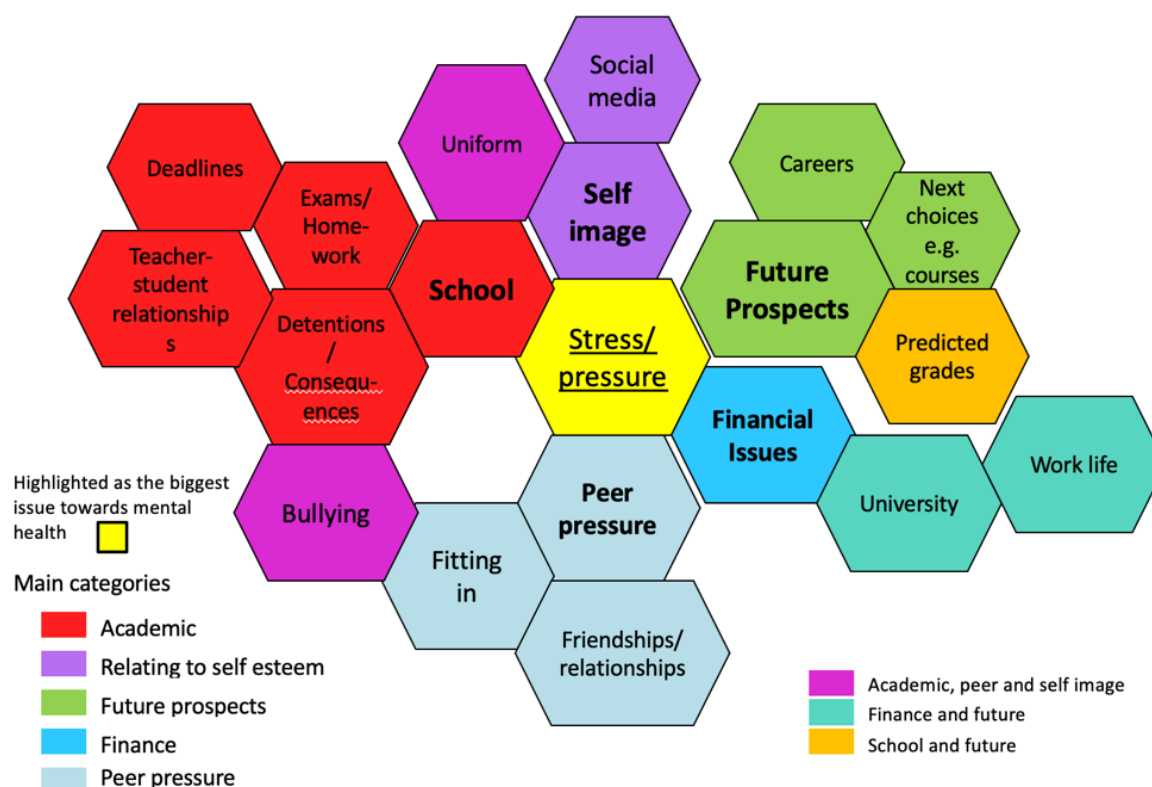 Social
media
Uniform
Deadlines
Careers
Exams/
Home-
work
Self
image
Next
choices
e.g.
courses
Teacher-
student
relationship
s
School
Future
Prospects
Detentions
/
Consequ-
ences
Stress/
pressure
Predicted
grades
Financial
Issues
Work life
Highlighted as the biggest
issue towards mental
health
Bullying
Peer
pressure
University
Fitting
in
Friendships/
relationships
Main categories
Academic
Relating to self esteem
Future prospects
Finance
Peer pressure
Academic, peer and self image
Finance and future
School and future